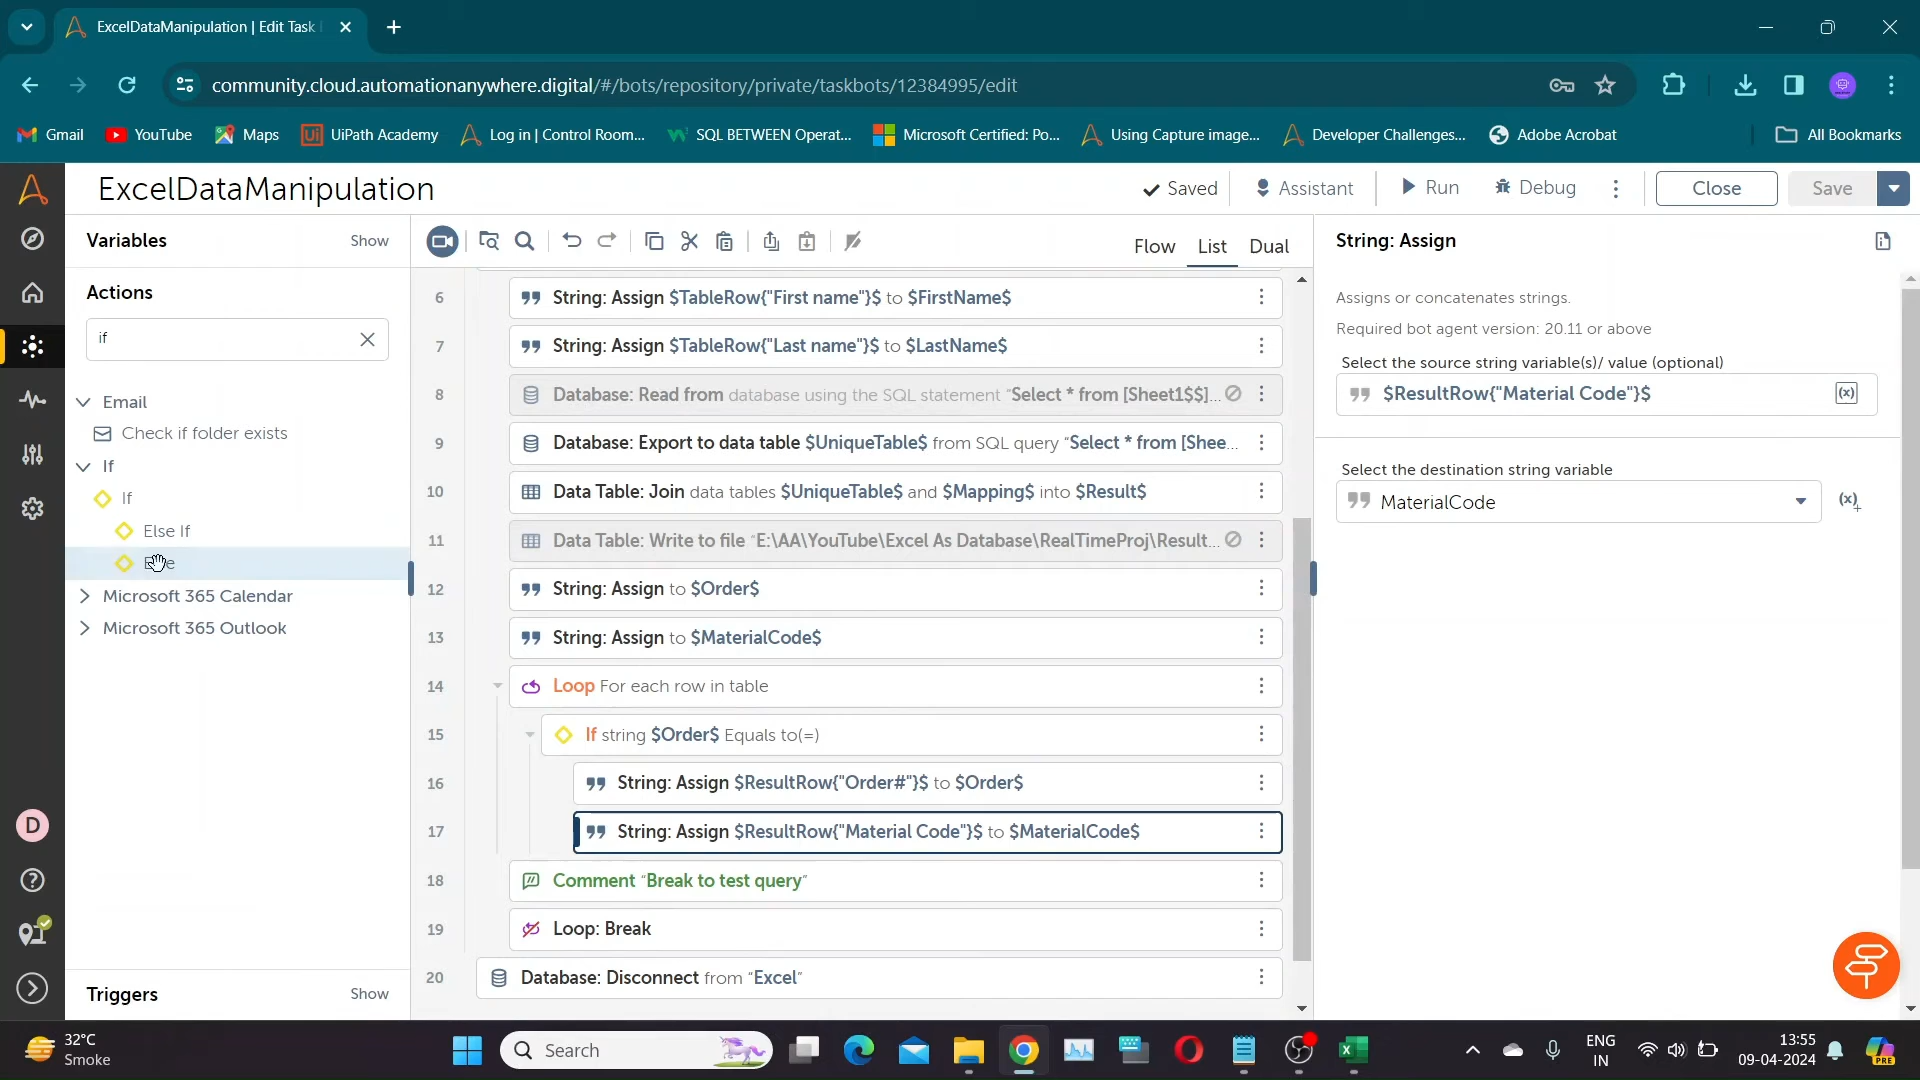 ExcelDataManipulation | Edit Task
community.cloud.automationanywhere.digital/#/bots/repository/private/taskbots/12384995/edit
Gmail
YouTube
Maps
UiPath Academy
Log in | Control Room...
SQL BETWEEN Operat...
Microsoft Certified: Po...
Using Capture image...
Developer Challenges...
Adobe Acrobat
All Bookmarks
ExcelDataManipulation
Saved
Assistant
Run
Debug
Close
Save
Variables
Show
Flow
List
Dual
String: Assign
Actions
if
Email
Check if folder exists
If
If
Else If
Microsoft 365 Calendar
Microsoft 365 Outlook
Triggers
Show
6 String: Assign $TableRow{"First name"}$ to $FirstName$
7 String: Assign $TableRow{"Last name"}$ to $LastName$
8 Database: Read from database using the SQL statement "Select * from [Sheet1$$]...
9 Database: Export to data table $UniqueTable$ from SQL query "Select * from [Shee...
10 Data Table: Join data tables $UniqueTable$ and $Mapping$ into $Result$
11 Data Table: Write to file "E:\AA\YouTube\Excel As Database\RealTimeProj\Result...
12 String: Assign to $Order$
13 String: Assign to $MaterialCode$
14 Loop For each row in table
15 If string $Order$ Equals to(=)
16 String: Assign $ResultRow{"Order#"}$ to $Order$
17 String: Assign $ResultRow{"Material Code"}$ to $MaterialCode$
18 Comment "Break to test query"
19 Loop: Break
20 Database: Disconnect from "Excel"
Assigns or concatenates strings.
Required bot agent version: 20.11 or above
Select the source string variable(s)/ value (optional)
$ResultRow{"Material Code"}$
(x)
Select the destination string variable
MaterialCode
(x)+
D
32°C
Smoke
Search
ENG
IN
13:55
09-04-2024
PRE